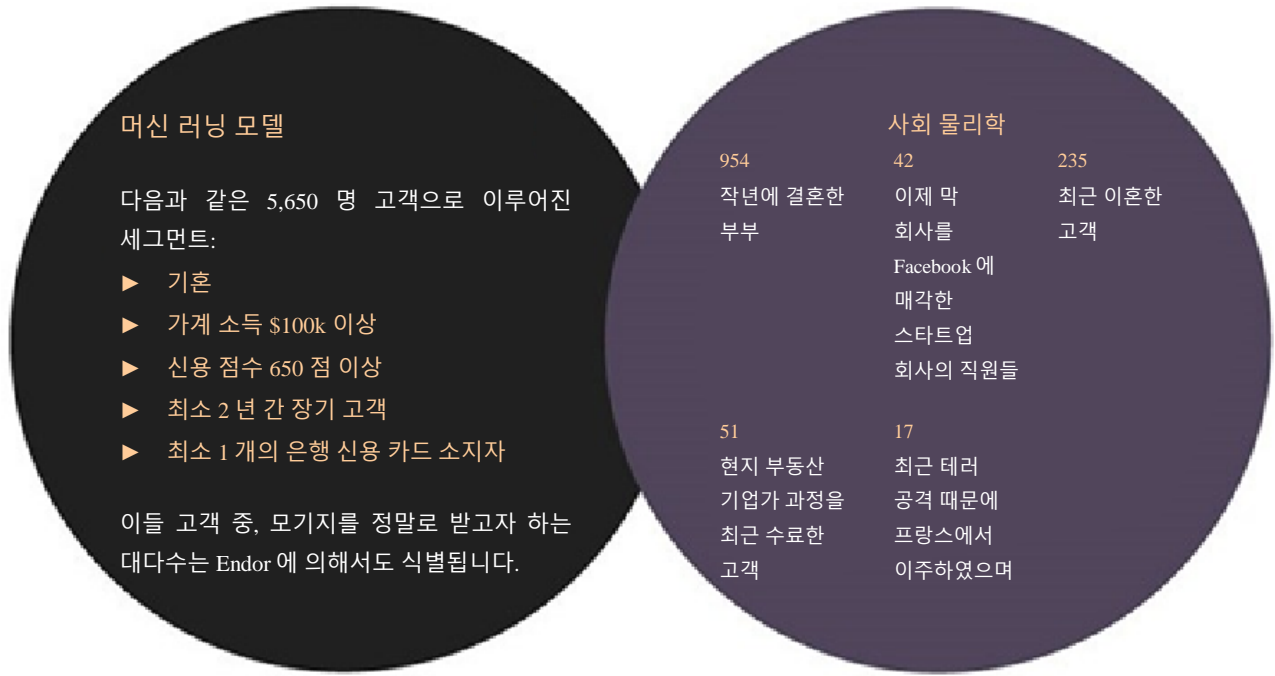 머신 러닝 모델
다음과 같은 5,650 명 고객으로 이루어진
세그먼트:
► 기혼
► 가계 소득 $100k 이상
► 신용 점수 650 점 이상
► 최소 2 년 간 장기 고객
► 최소 1 개의 은행 신용 카드 소지자
이들 고객 중, 모기지를 정말로 받고자 하는
대다수는 Endor 에 의해서도 식별됩니다.
사회 물리학
954
작년에 결혼한
부부
42
이제 막
회사를
Facebook 에
매각한
스타트업
회사의 직원들
235
최근 이혼한
고객
51
현지 부동산
기업가 과정을
최근 수료한
고객
17
최근 테러
공격 때문에
프랑스에서
이주하였으며